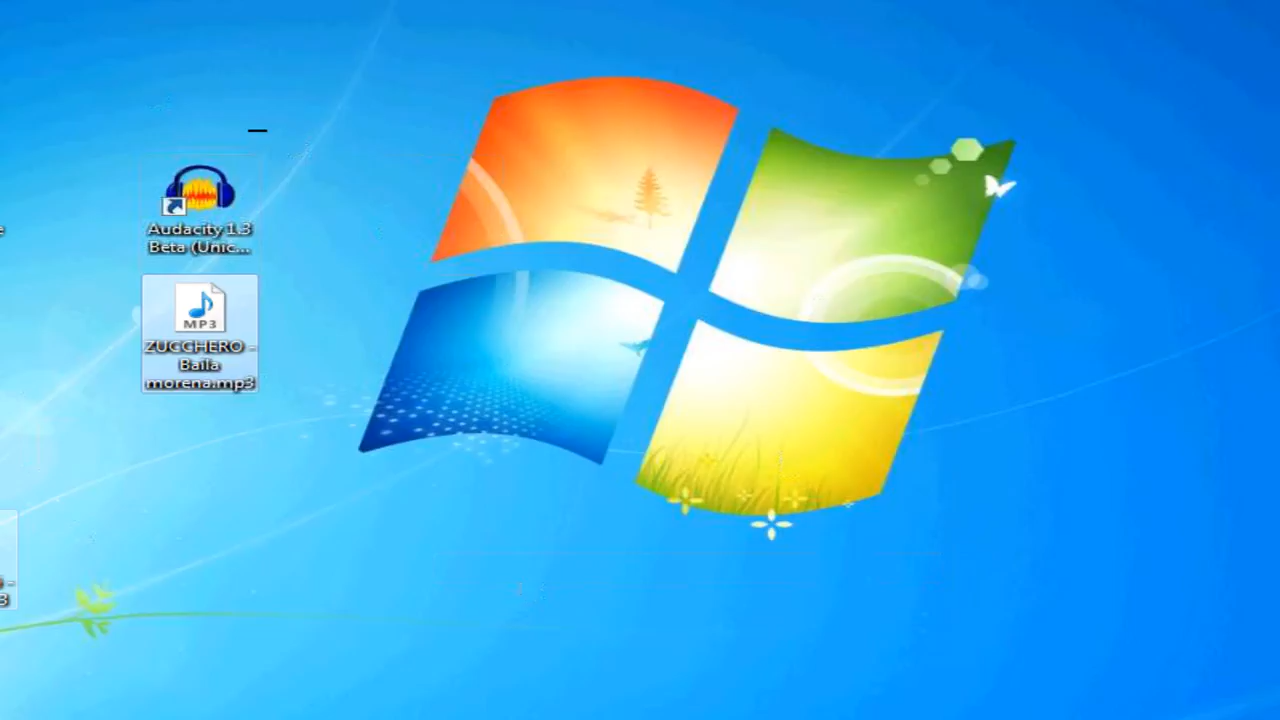 Audacity 1.3
Beta (Unic...
MP3
ZUCCHERO -
Baila
morena.mp3